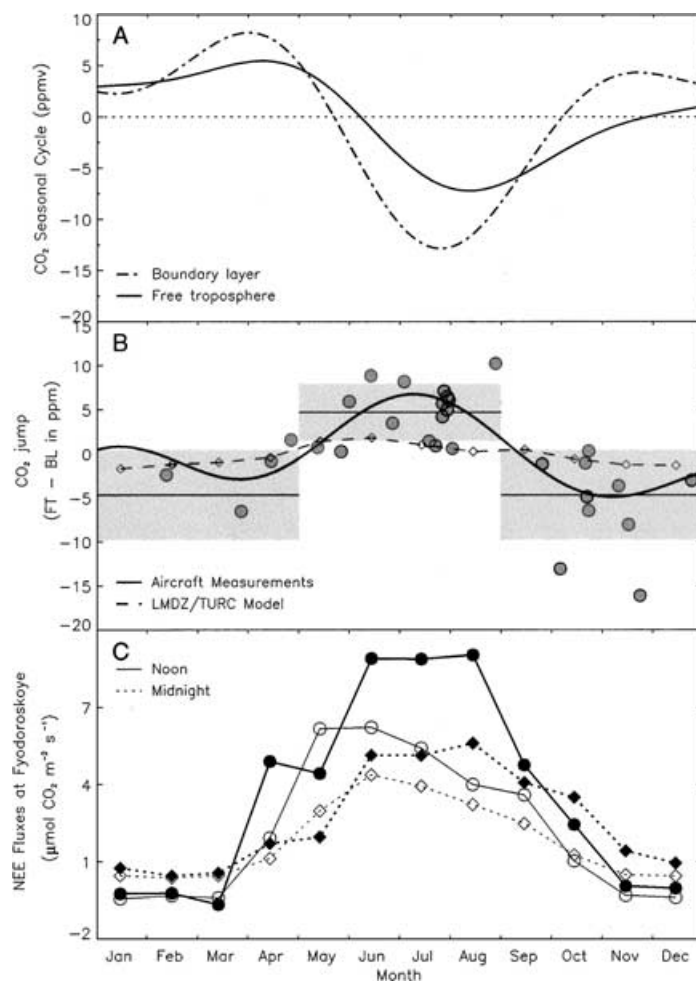 A
CO₂ Seasonal Cycle (ppmv)
10
5
0
−5
−10
−15
−20
Boundary layer
Free troposphere
B
CO₂ jump
(FT − BL in ppm)
15
10
5
0
−5
−10
−15
−20
Aircraft Measurements
LMDZ/TURC Model
C
NEE Fluxes at Fyodoroskoye
(μmol CO₂ m⁻² s⁻¹)
7
4
1
−2
Noon
Midnight
Jan Feb Mar Apr May Jun Jul Aug Sep Oct Nov Dec
Month